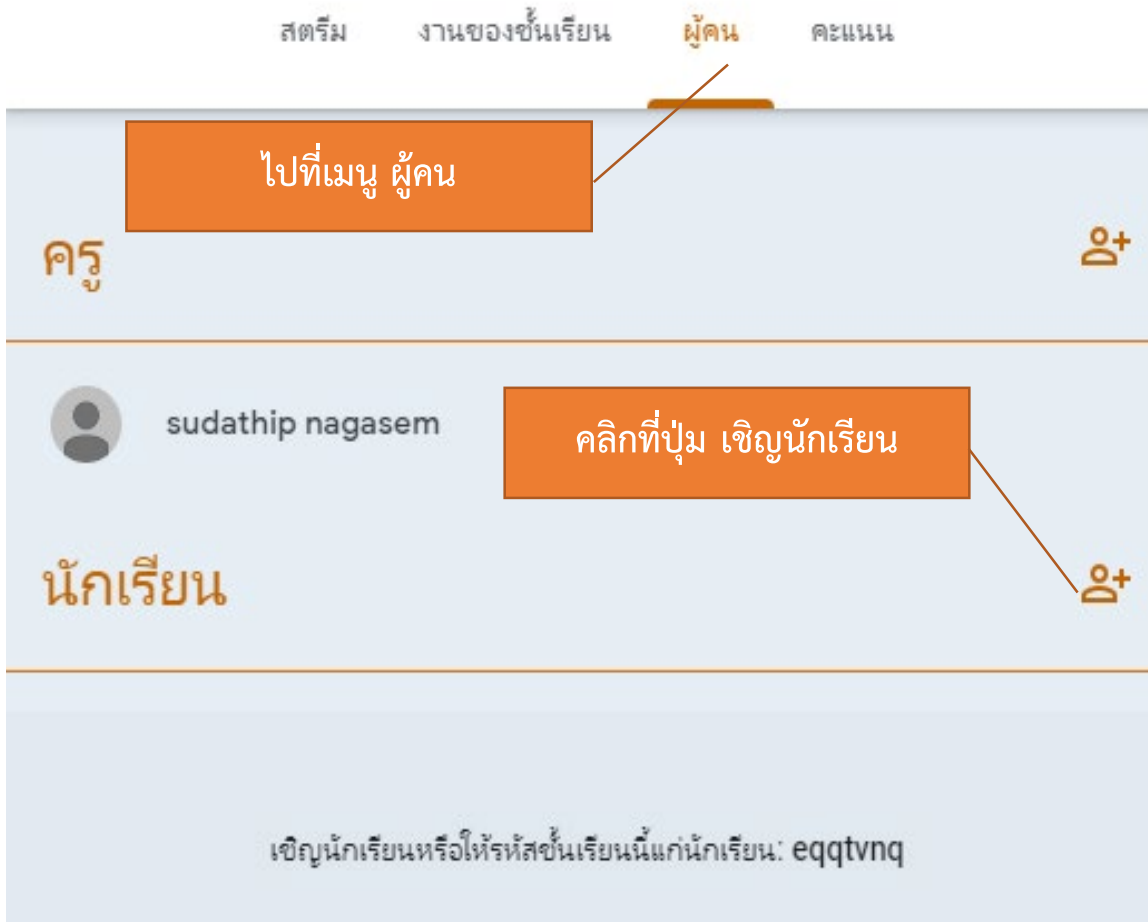 สตรีม งานของชั้นเรียน ผู้คน คะแนน
ไปที่เมนู ผู้คน
ครู
sudathip nagasem
คลิกที่ปุ่ม เชิญนักเรียน
นักเรียน
เชิญนักเรียนหรือให้รหัสชั้นเรียนนี้แก่นักเรียน: eqqtvnq